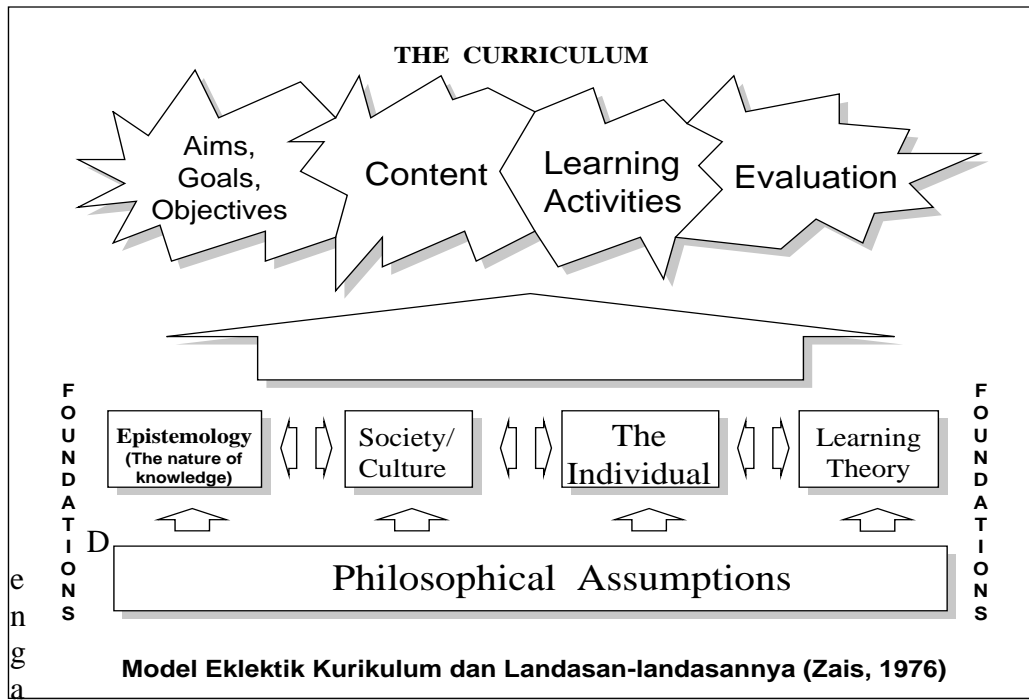 THE CURRICULUM
Aims,
Goals,
Objectives
Content
Learning
Activities
Evaluation
FOUNDATIONS
Epistemology
(The nature of
knowledge)
Society/
Culture
The
Individual
Learning
Theory
FOUNDATIONS
Philosophical Assumptions
D
e
n
g
a
Model Eklektik Kurikulum dan Landasan-landasannya (Zais, 1976)